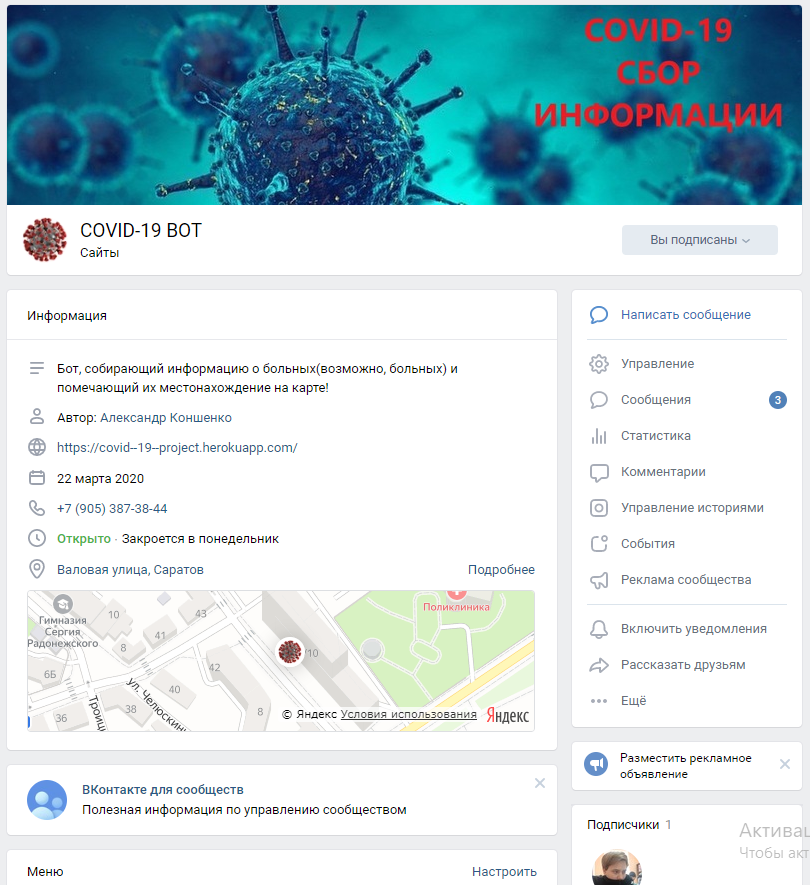 COVID-19
СБОР
ИНФОРМАЦИИ
COVID-19 BOT
Сайты
Вы подписаны
Информация
Бот, собирающий информацию о больных(возможно, больных) и
помечающий их местонахождение на карте!
Автор: Александр Коншенко
https://covid--19--project.herokuapp.com/
22 марта 2020
+7 (905) 387-38-44
Открыто · Закроется в понедельник
Валовая улица, Саратов
Подробнее
Гимназия
Сергия
Радонежского
10
43
41
8
6Б
42
40
38
36
8
10
ул. Челюскин
Троиц
Поликлиника
© Яндекс Условия использования
Яндекс
ВКонтакте для сообществ
Полезная информация по управлению сообществом
Меню
Настроить
Написать сообщение
Управление
Сообщения 3
Статистика
Комментарии
Управление историями
События
Реклама сообщества
Включить уведомления
Рассказать друзьям
Ещё
Разместить рекламное
объявление
Подписчики 1
Активац
Чтобы акт